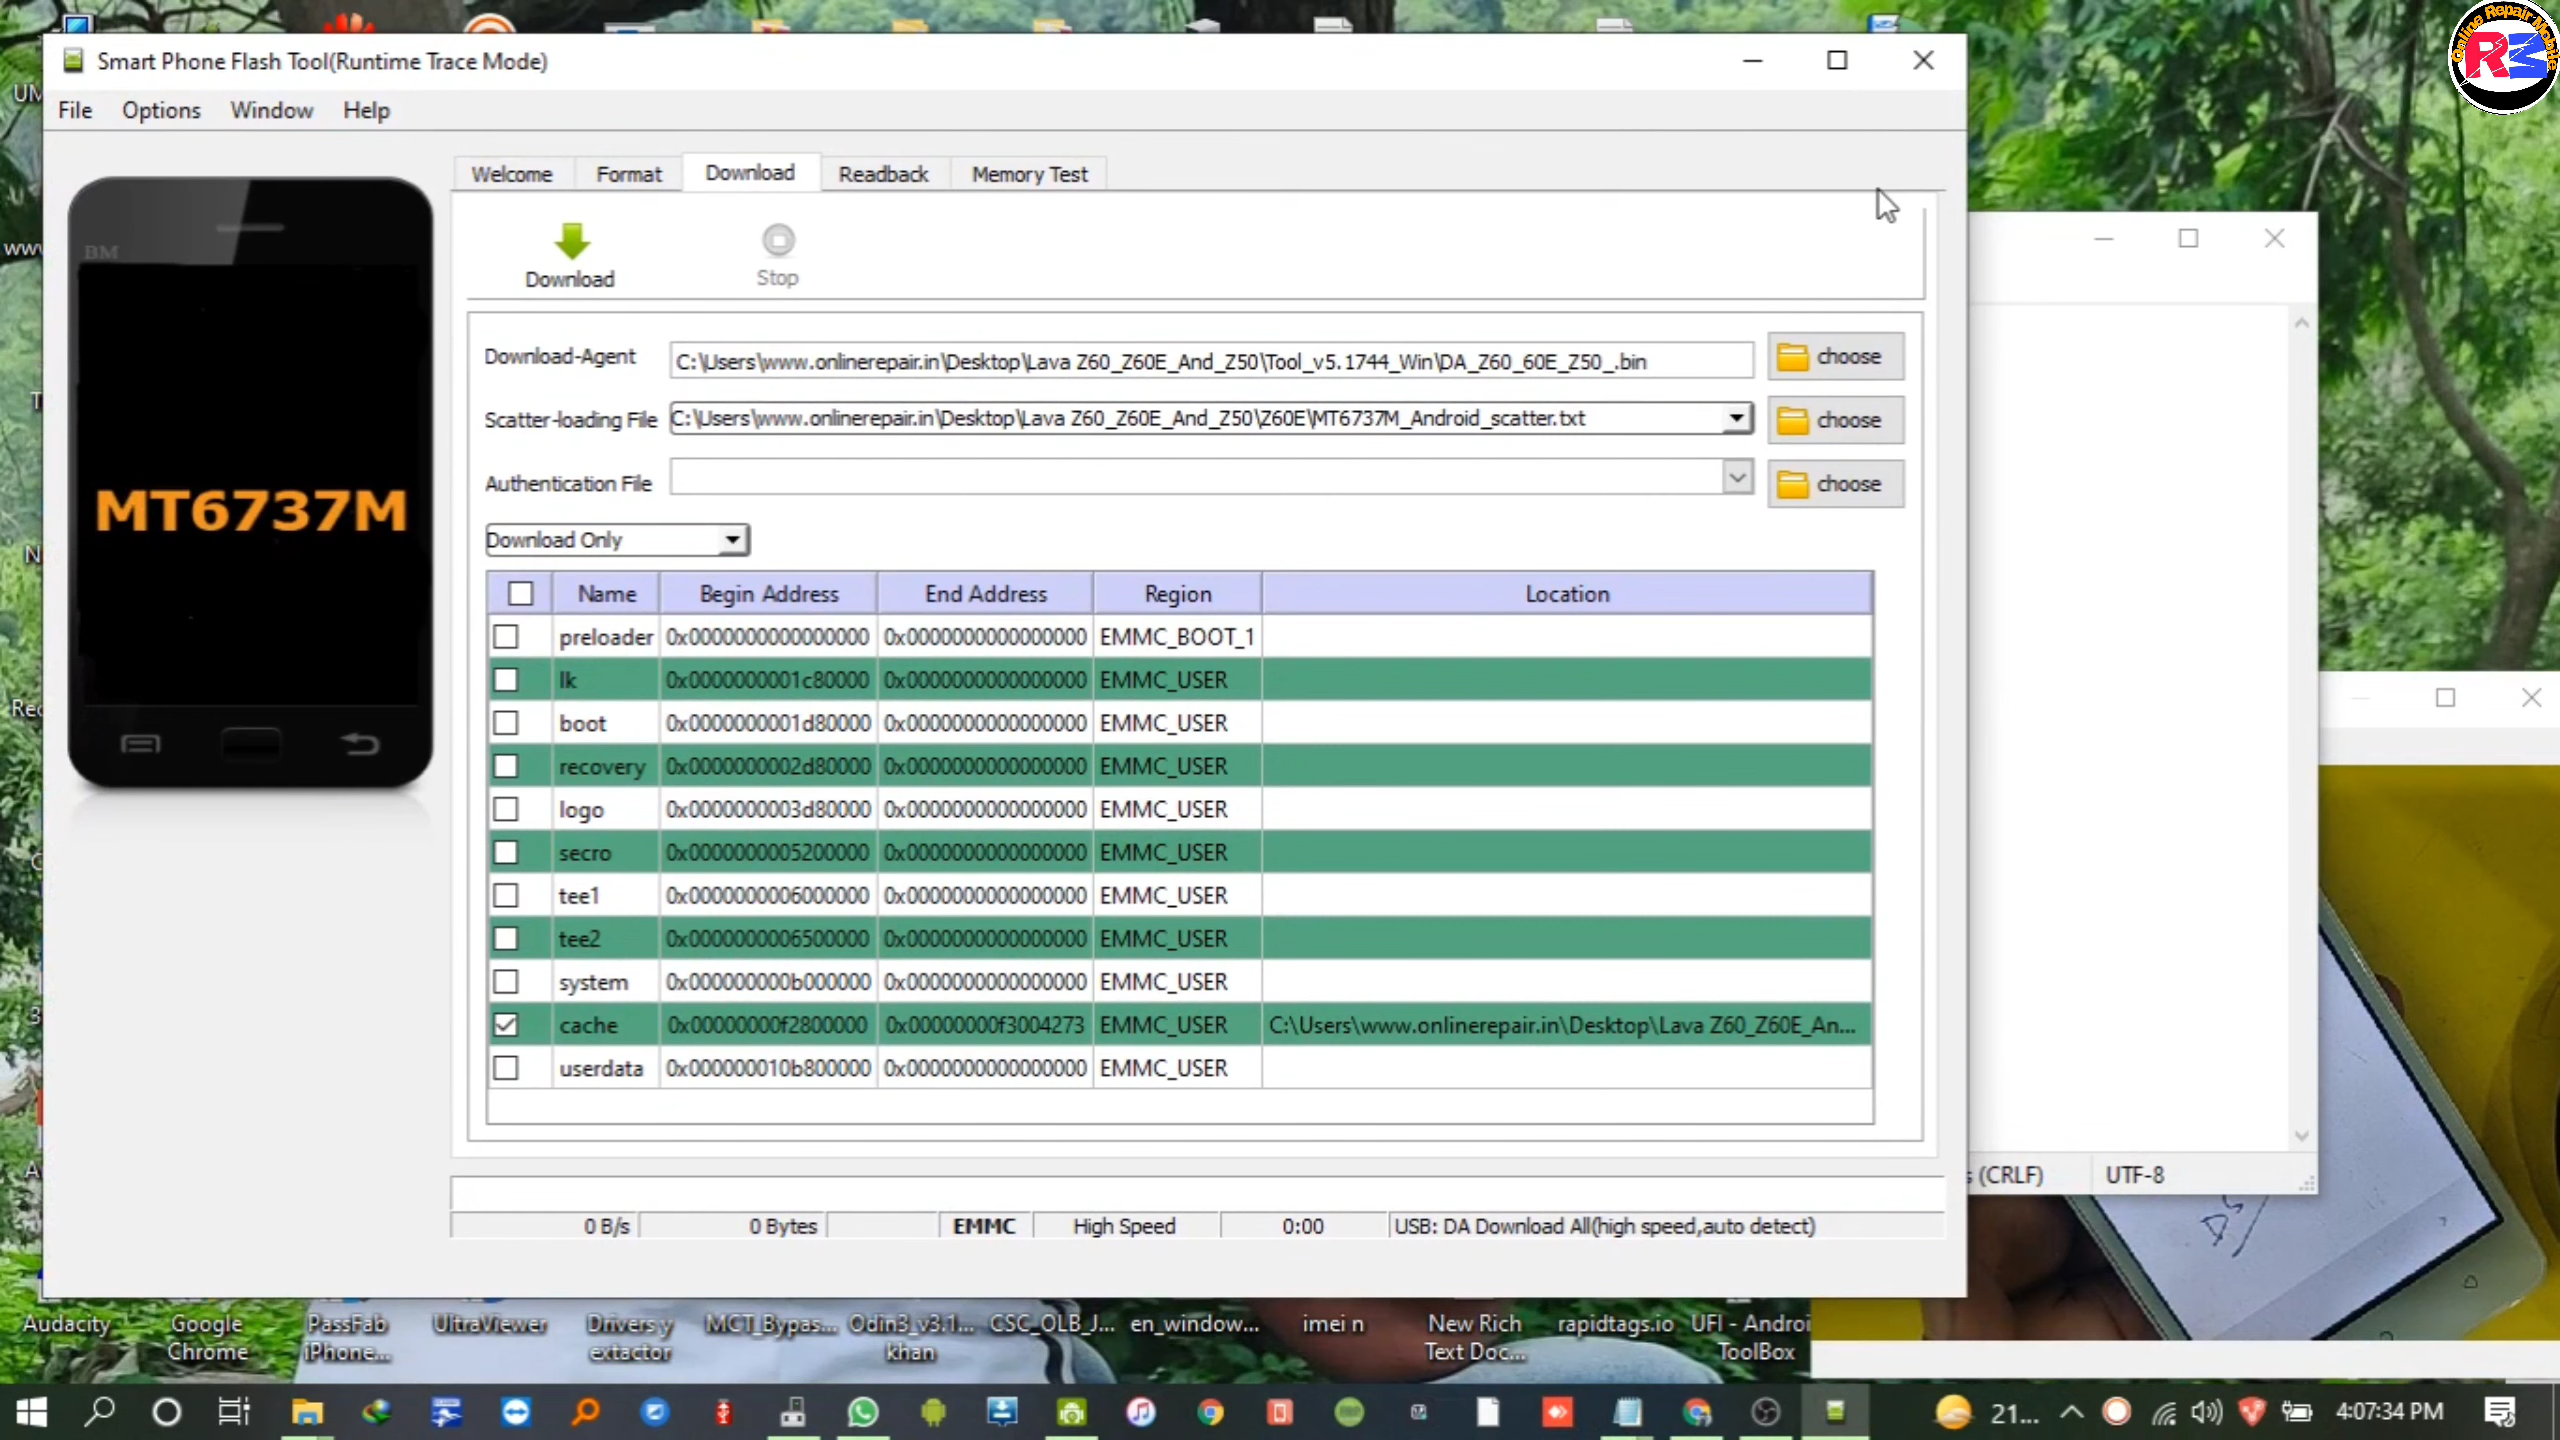 Online Repair Mobile
R3
Smart Phone Flash Tool(Runtime Trace Mode)
File Options Window Help
Welcome Format Download Readback Memory Test
Download Stop
BM
MT6737M
Download-Agent C:\Users\www.onlinerepair.in\Desktop\Lava Z60_Z60E_And_Z50\Tool_v5.1744_Win\DA_Z60_60E_Z50_.bin choose
Scatter-loading File C:\Users\www.onlinerepair.in\Desktop\Lava Z60_Z60E_And_Z50\Z60E\MT6737M_Android_scatter.txt choose
Authentication File choose
Download Only
Name Begin Address End Address Region Location
preloader 0x0000000000000000 0x0000000000000000 EMMC_BOOT_1
lk 0x0000000001c80000 0x0000000000000000 EMMC_USER
boot 0x0000000001d80000 0x0000000000000000 EMMC_USER
recovery 0x0000000002d80000 0x0000000000000000 EMMC_USER
logo 0x0000000003d80000 0x0000000000000000 EMMC_USER
secro 0x0000000005200000 0x0000000000000000 EMMC_USER
tee1 0x0000000006000000 0x0000000000000000 EMMC_USER
tee2 0x0000000006500000 0x0000000000000000 EMMC_USER
system 0x000000000b000000 0x0000000000000000 EMMC_USER
cache 0x00000000f2800000 0x00000000f3004273 EMMC_USER C:\Users\www.onlinerepair.in\Desktop\Lava Z60_Z60E_An...
userdata 0x000000010b800000 0x0000000000000000 EMMC_USER
(CRLF) UTF-8
0 B/s 0 Bytes EMMC High Speed 0:00 USB: DA Download All(high speed,auto detect)
Audacity
Google Chrome
PassFab iPhone...
UltraViewer
Drivers y extactor
MCT_Bypas...
Odin3_v3.1... khan
CSC_OLB_J...
en_window...
imei n
New Rich Text Doc...
rapidtags.io
UFI - Androi ToolBox
21... 4:07:34 PM